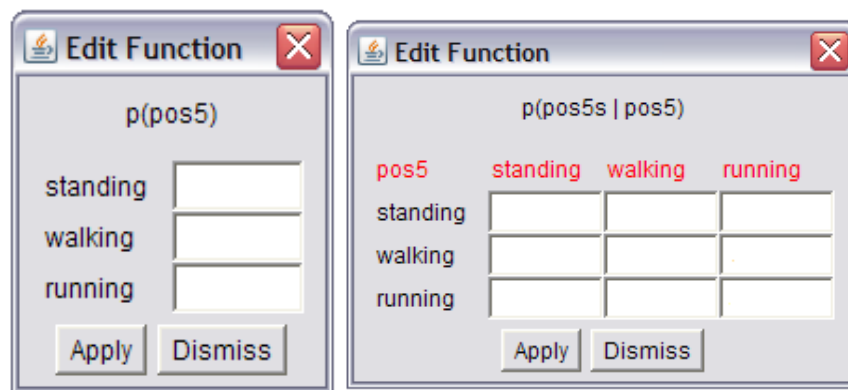 Edit Function
p(pos5)
standing
walking
running
Apply Dismiss
Edit Function
p(pos5s | pos5)
pos5 standing walking running
standing
walking
running
Apply Dismiss